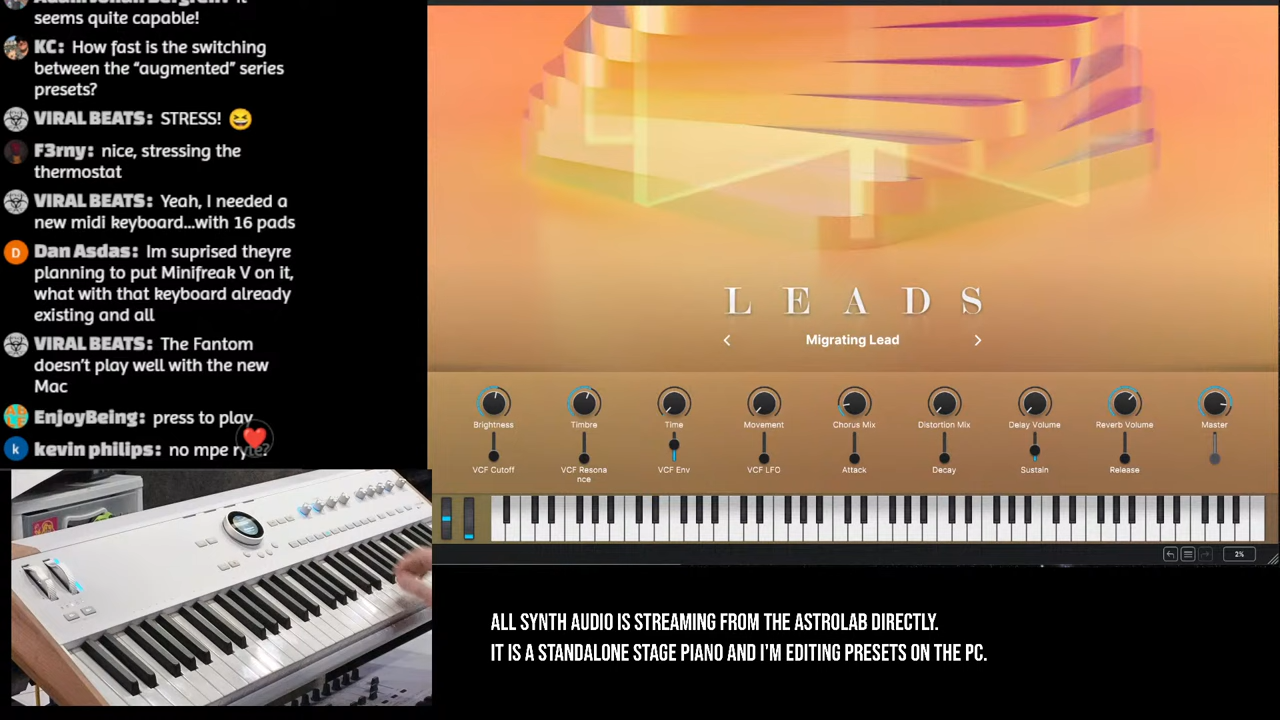 seems quite capable!
KC: How fast is the switching
between the “augmented” series
presets?
VIRAL BEATS: STRESS! 😆
F3rny: nice, stressing the
thermostat
VIRAL BEATS: Yeah, I needed a
new midi keyboard...with 16 pads
D
Dan Asdas: Im suprised theyre
planning to put Minifreak V on it,
what with that keyboard already
existing and all
VIRAL BEATS: The Fantom
doesn’t play well with the new
Mac
EnjoyBeing: press to play
k
kevin philips: no mpe ryte?
LEADS
Migrating Lead
Brightness Timbre Time Movement Chorus Mix Distortion Mix Delay Volume Reverb Volume Master
VCF Cutoff VCF Resona VCF Env VCF LFO Attack Decay Sustain Release
nce
2%
ALL SYNTH AUDIO IS STREAMING FROM THE ASTROLAB DIRECTLY.
IT IS A STANDALONE STAGE PIANO AND I’M EDITING PRESETS ON THE PC.